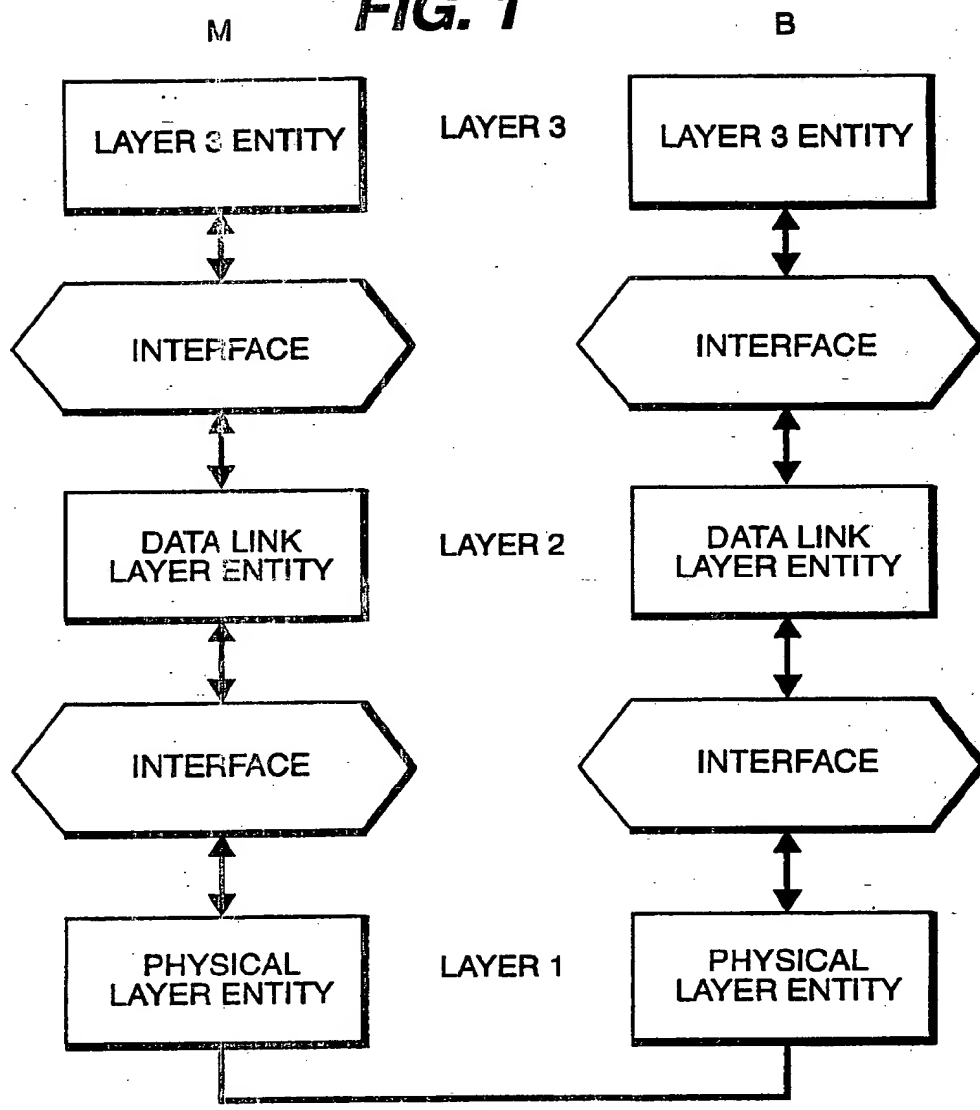 FIG. 1
M
B
LAYER 3 ENTITY
LAYER 3
LAYER 3 ENTITY
INTERFACE
INTERFACE
DATA LINK
LAYER ENTITY
LAYER 2
DATA LINK
LAYER ENTITY
INTERFACE
INTERFACE
PHYSICAL
LAYER ENTITY
LAYER 1
PHYSICAL
LAYER ENTITY